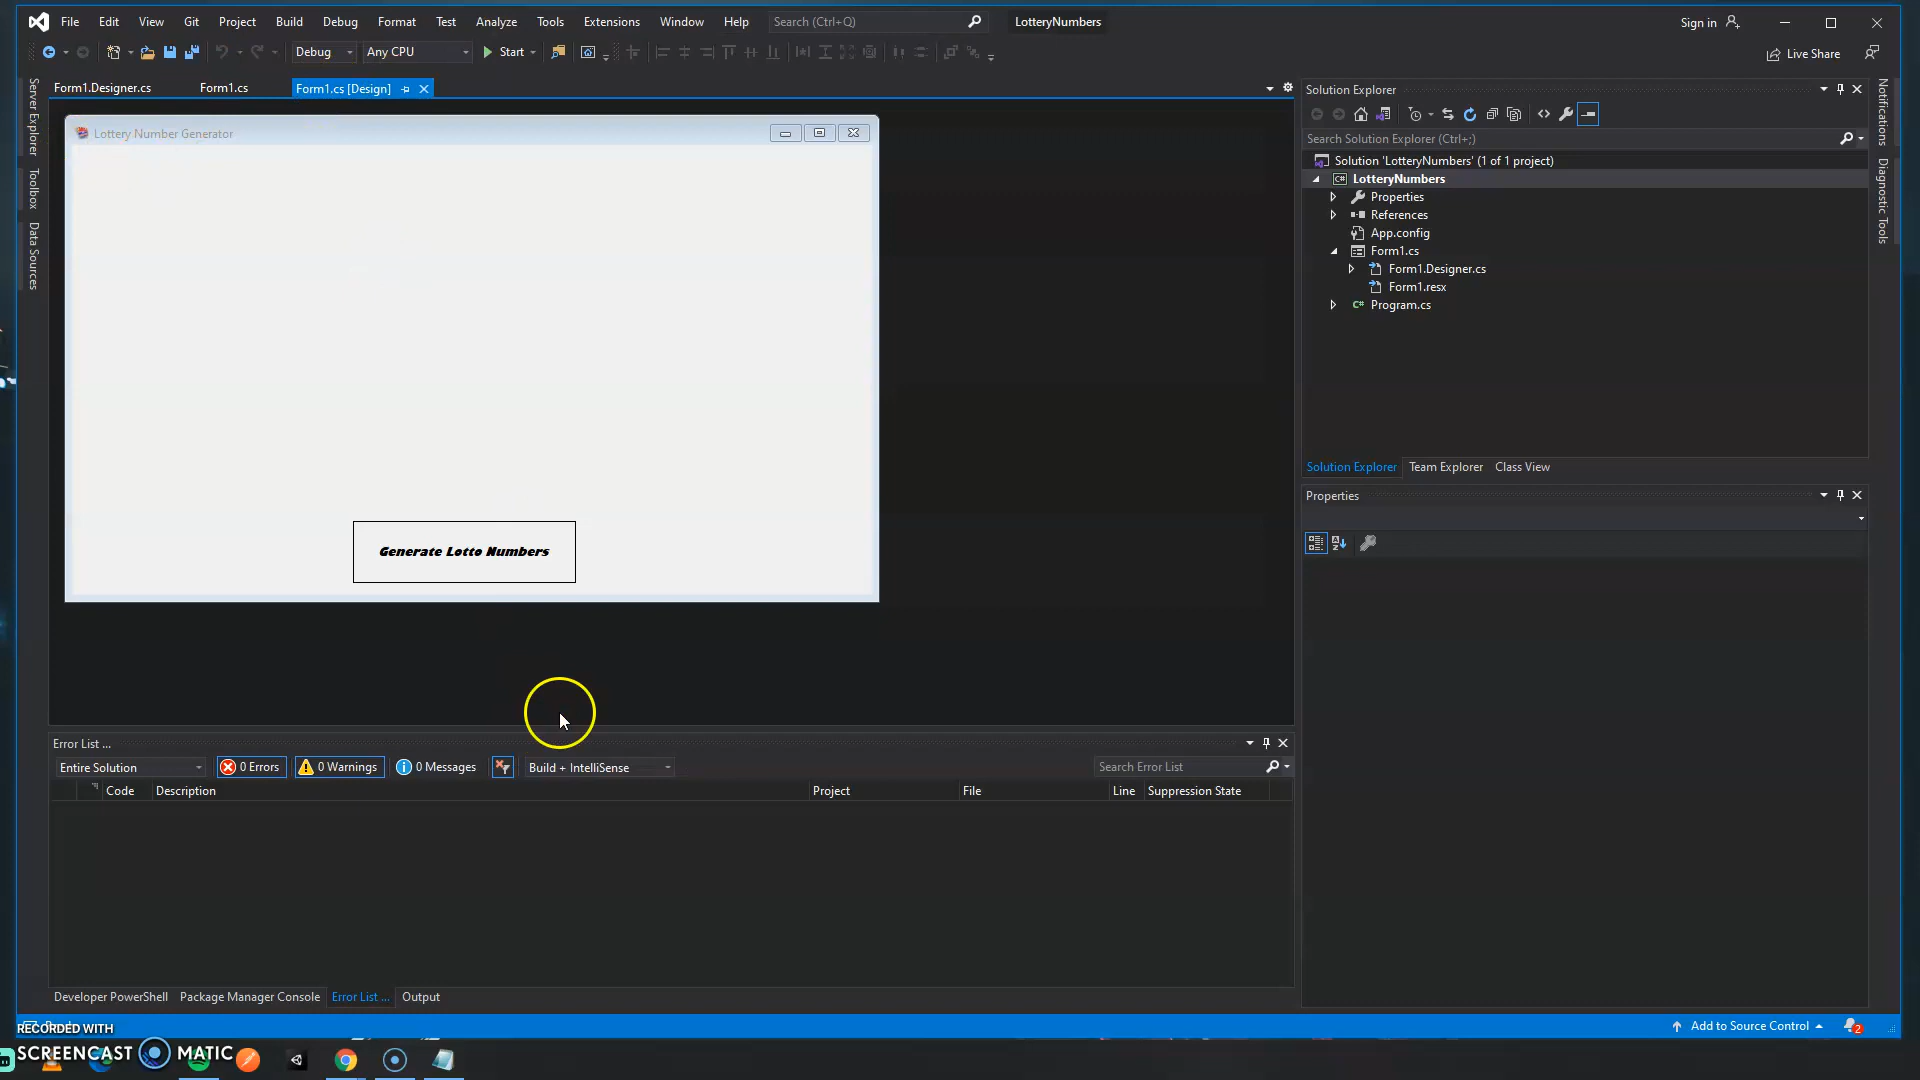 File Edit View Git Project Build Debug Format Test Analyze Tools Extensions Window Help Search (Ctrl+Q) LotteryNumbers Sign in
Debug Any CPU Start Live Share
Form1.Designer.cs Form1.cs Form1.cs [Design]
Server Explorer
Toolbox
Data Sources
Lottery Number Generator
Generate Lotto Numbers
Solution Explorer
Search Solution Explorer (Ctrl+;)
Solution 'LotteryNumbers' (1 of 1 project)
C# LotteryNumbers
Properties
References
App.config
Form1.cs
Form1.Designer.cs
Form1.resx
C# Program.cs
Solution Explorer Team Explorer Class View
Notifications
Diagnostic Tools
Properties
Error List ...
Entire Solution 0 Errors 0 Warnings 0 Messages Build + IntelliSense Search Error List
Code Description Project File Line Suppression State
Developer PowerShell Package Manager Console Error List ... Output
Add to Source Control 2
RECORDED WITH
SCREENCAST MATIC